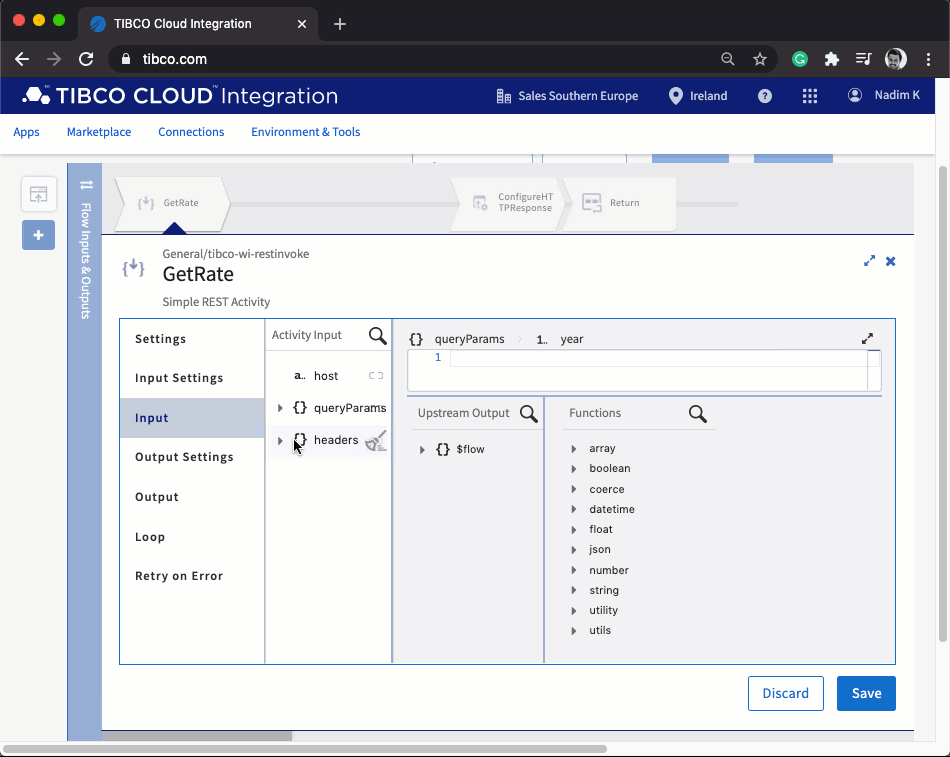 TIBCO Cloud Integration
tibco.com
TIBCO CLOUD™ Integration
Sales Southern Europe
Ireland
Nadim K
Apps
Marketplace
Connections
Environment & Tools
Flow Inputs & Outputs
GetRate
ConfigureHT
TPResponse
Return
General/tibco-wi-restinvoke
GetRate
Simple REST Activity
Settings
Input Settings
Input
Output Settings
Output
Loop
Retry on Error
Activity Input
a.. host
{} queryParams
{} headers
{} queryParams
1.. year
1
Upstream Output
{} $flow
Functions
array
boolean
coerce
datetime
float
json
number
string
utility
utils
Discard
Save